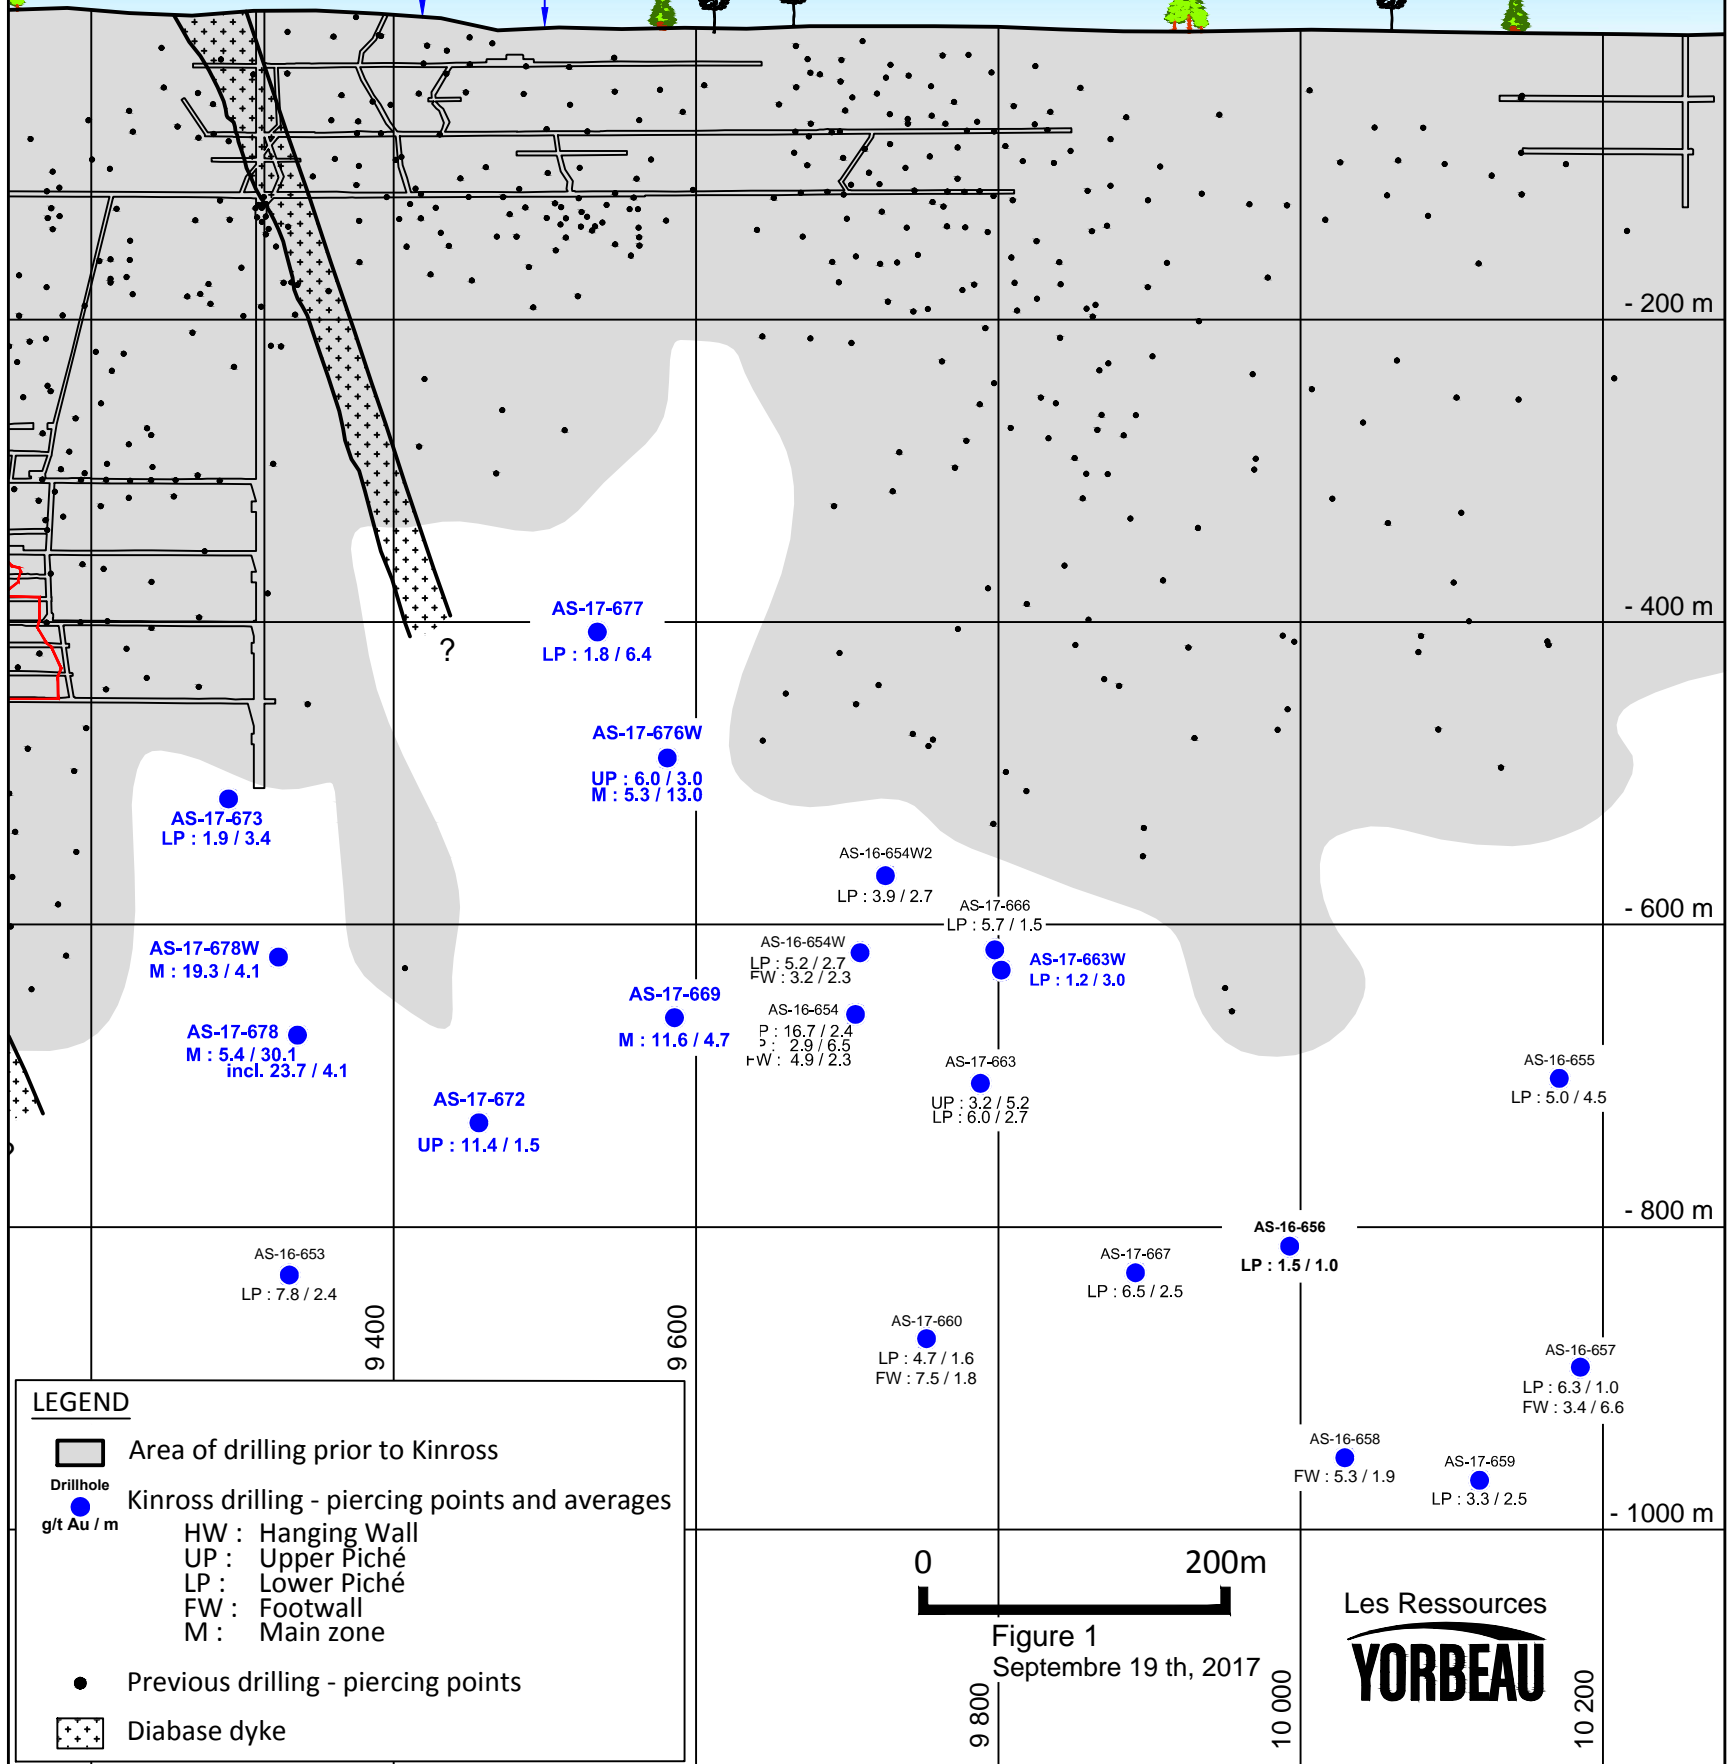 - 200 m
- 400 m
AS-17-677
LP : 1.8 / 6.4
?
AS-17-676W
UP : 6.0 / 3.0
M : 5.3 / 13.0
AS-17-673
LP : 1.9 / 3.4
AS-16-654W2
LP : 3.9 / 2.7
- 600 m
AS-17-666
LP : 5.7 / 1.5
AS-17-678W
M : 19.3 / 4.1
AS-16-654W
LP : 5.2 / 2.7
FW : 3.2 / 2.3
AS-17-663W
LP : 1.2 / 3.0
AS-17-669
M : 11.6 / 4.7
AS-16-654
P : 16.7 / 2.4
P : 2.9 / 6.5
FW : 4.9 / 2.3
AS-17-678
M : 5.4 / 30.1
incl. 23.7 / 4.1
AS-17-663
UP : 3.2 / 5.2
LP : 6.0 / 2.7
AS-16-655
LP : 5.0 / 4.5
AS-17-672
UP : 11.4 / 1.5
- 800 m
AS-16-656
LP : 1.5 / 1.0
AS-16-653
LP : 7.8 / 2.4
AS-17-667
LP : 6.5 / 2.5
AS-17-660
LP : 4.7 / 1.6
FW : 7.5 / 1.8
AS-16-657
LP : 6.3 / 1.0
FW : 3.4 / 6.6
AS-16-658
FW : 5.3 / 1.9
AS-17-659
LP : 3.3 / 2.5
- 1000 m
9 400
9 600
9 800
10 000
10 200
LEGEND
Area of drilling prior to Kinross
Drillhole
g/t Au / m
Kinross drilling - piercing points and averages
HW : Hanging Wall
UP : Upper Piché
LP : Lower Piché
FW : Footwall
M : Main zone
Previous drilling - piercing points
Diabase dyke
0 200m
Figure 1
Septembre 19 th, 2017
Les Ressources
YORBEAU